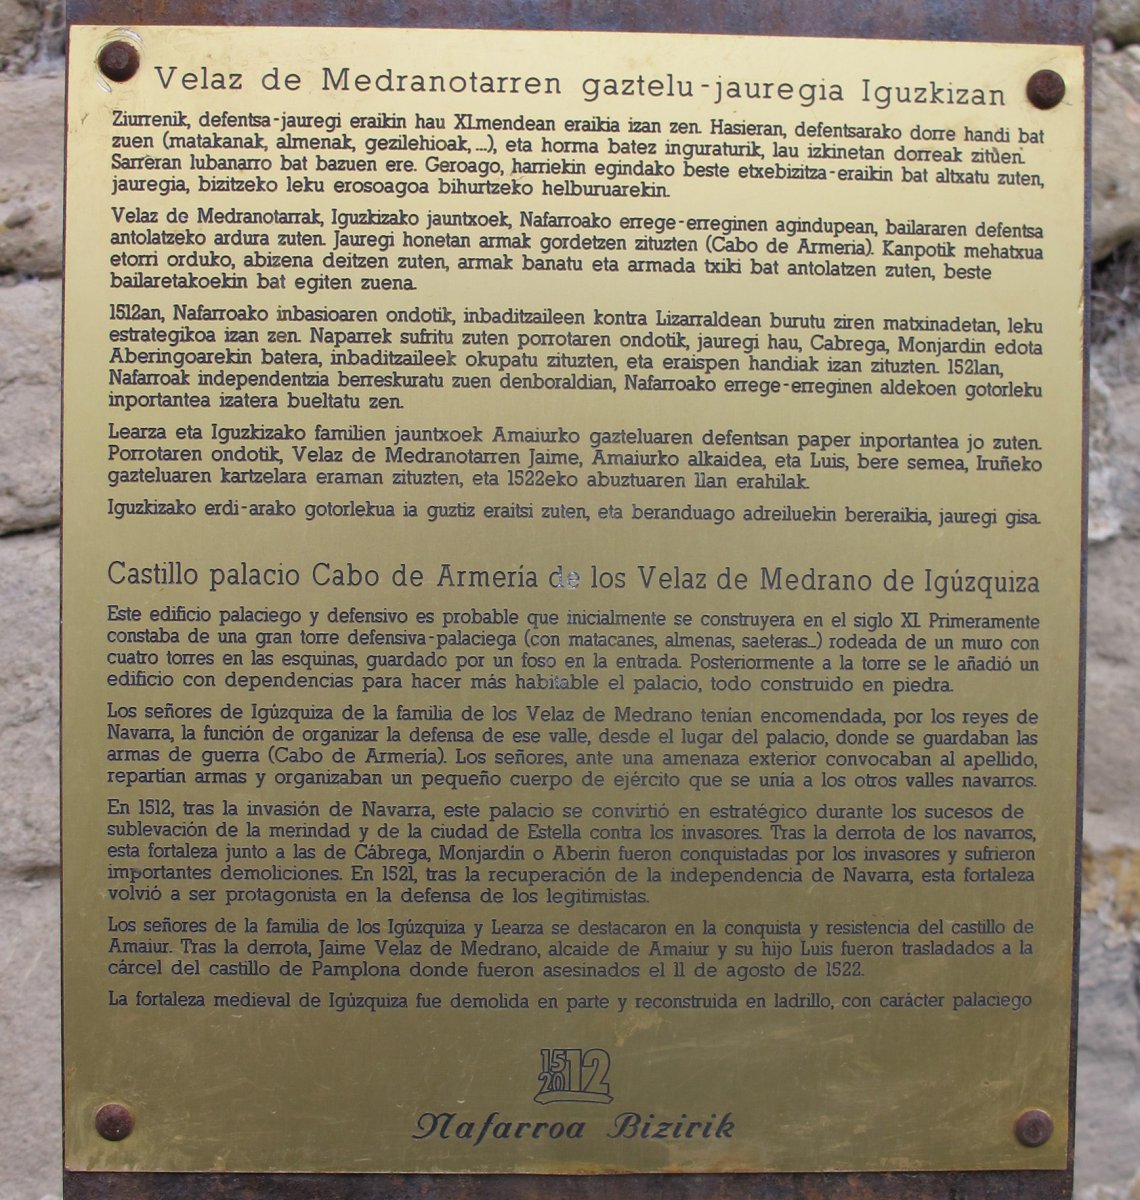 Velaz de Medranotarren gaztelu-jauregia Iguzkizan
Ziurrenik, defentsa-jauregi eraikin hau XI.mendean eraikia izan zen. Hasieran, defentsarako dorre handi bat
zuen (matakanak, almenak, gezilehioak, ...), eta horma batez inguraturik, lau izkinetan dorreak zituen.
Sarreran lubanarro bat bazuen ere. Geroago, harriekin egindako beste etxebizitza-eraikin bat altxatu zuten,
jauregia, bizitzeko leku erosoagoa bihurtzeko helburuarekin.
Velaz de Medranotarrak, Iguzkizako jauntxoek, Nafarroako errege-erreginen agindupean, bailararen defentsa
antolatzeko ardura zuten. Jauregi honetan armak gordetzen zituzten (Cabo de Armeria). Kanpotik mehatxua
etorri orduko, abizena deitzen zuten, armak banatu eta armada txiki bat antolatzen zuten, beste
bailaretakoekin bat egiten zuena.
1512an, Nafarroako inbasioaren ondotik, inbaditzaileen kontra Lizarraldean burutu ziren matxinadetan, leku
estrategikoa izan zen. Naparrek sufritu zuten porrotaren ondotik, jauregi hau, Cabrega, Monjardin edota
Aberingoarekin batera, inbaditzaileek okupatu zituzten, eta eraispen handiak izan zituzten. 1521an,
Nafarroak independentzia berreskuratu zuen denboraldian, Nafarroako errege-erreginen aldekoen gotorleku
inportantea izatera bueltatu zen.
Learza eta Iguzkizako familien jauntxoek Amaiurko gazteluaren defentsan paper inportantea jo zuten.
Porrotaren ondotik, Velaz de Medranotarren Jaime, Amaiurko alkaidea, eta Luis, bere semea, Iruñeko
gazteluaren kartzelara eraman zituzten, eta 1522eko abuztuaren 11an erahilak.
Iguzkizako erdi-arako gotorlekua ia guztiz eraitsi zuten, eta beranduago adreiluekin bereraikia, jauregi gisa.
Castillo palacio Cabo de Armería de los Velaz de Medrano de Igúzquiza
Este edificio palaciego y defensivo es probable que inicialmente se construyera en el siglo XI. Primeramente
constaba de una gran torre defensiva-palaciega (con matacanes, almenas, saeteras...) rodeada de un muro con
cuatro torres en las esquinas, guardado por un foso en la entrada. Posteriormente a la torre se le añadió un
edificio con dependencias para hacer más habitable el palacio, todo construido en piedra.
Los señores de Igúzquiza de la familia de los Velaz de Medrano tenían encomendada, por los reyes de
Navarra, la función de organizar la defensa de ese valle, desde el lugar del palacio, donde se guardaban las
armas de guerra (Cabo de Armería). Los señores, ante una amenaza exterior convocaban al apellido,
repartían armas y organizaban un pequeño cuerpo de ejército que se unía a los otros valles navarros.
En 1512, tras la invasión de Navarra, este palacio se convirtió en estratégico durante los sucesos de
sublevación de la merindad y de la ciudad de Estella contra los invasores. Tras la derrota de los navarros,
esta fortaleza junto a las de Cábrega, Monjardín o Aberin fueron conquistadas por los invasores y sufrieron
importantes demoliciones. En 1521, tras la recuperación de la independencia de Navarra, esta fortaleza
volvió a ser protagonista en la defensa de los legitimistas.
Los señores de la familia de los Igúzquiza y Learza se destacaron en la conquista y resistencia del castillo de
Amaiur. Tras la derrota, Jaime Velaz de Medrano, alcaide de Amaiur y su hijo Luis fueron trasladados a la
cárcel del castillo de Pamplona donde fueron asesinados el 11 de agosto de 1522.
La fortaleza medieval de Igúzquiza fue demolida en parte y reconstruida en ladrillo, con carácter palaciego
15
20 12
Nafarroa Bizirik